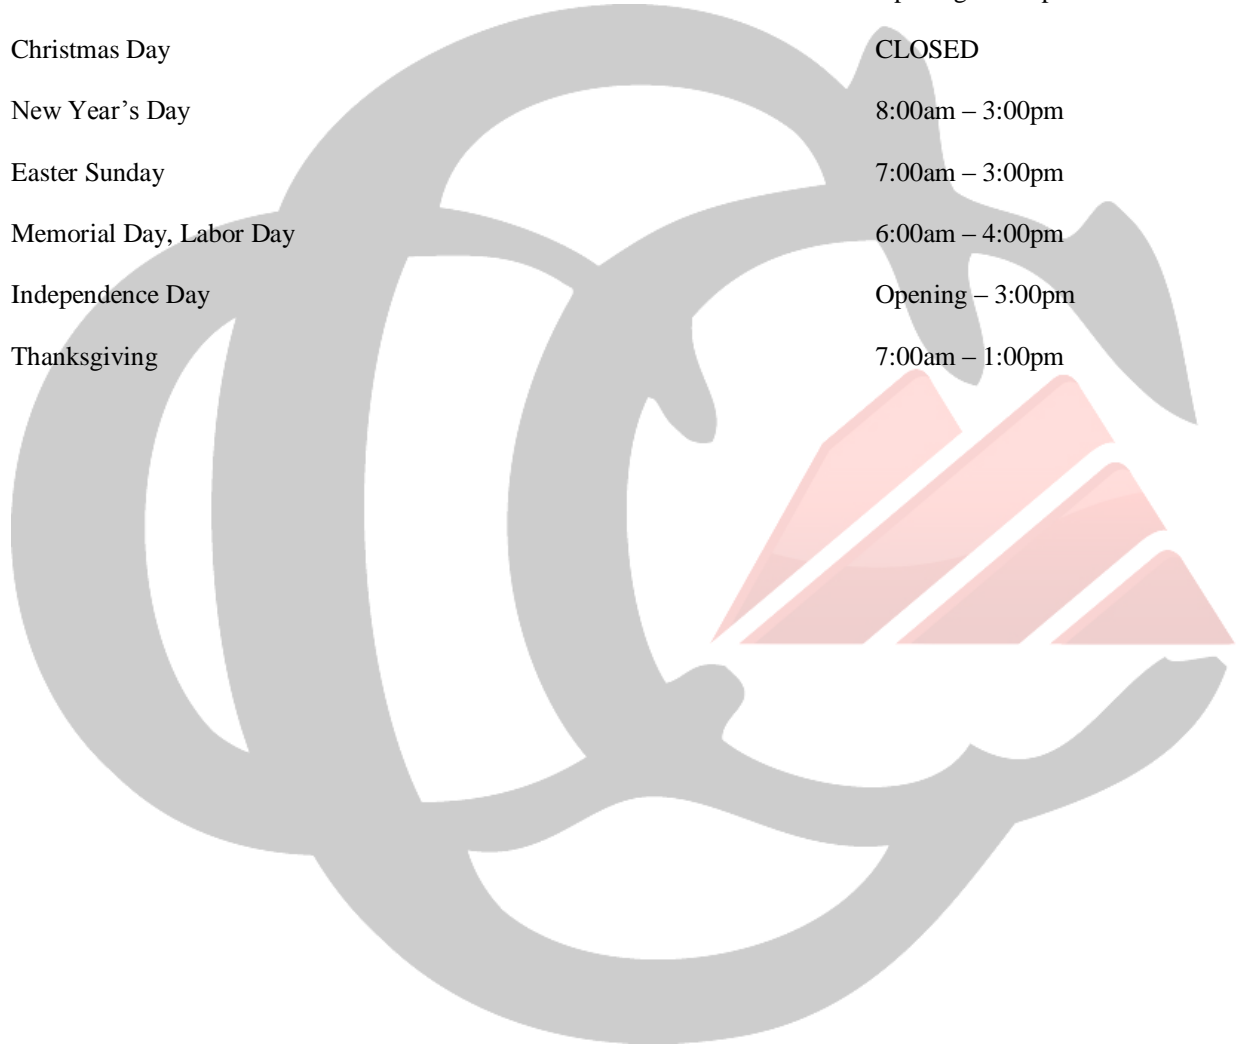 Christmas Day CLOSED
New Year’s Day 8:00am – 3:00pm
Easter Sunday 7:00am – 3:00pm
Memorial Day, Labor Day 6:00am – 4:00pm
Independence Day Opening – 3:00pm
Thanksgiving 7:00am – 1:00pm